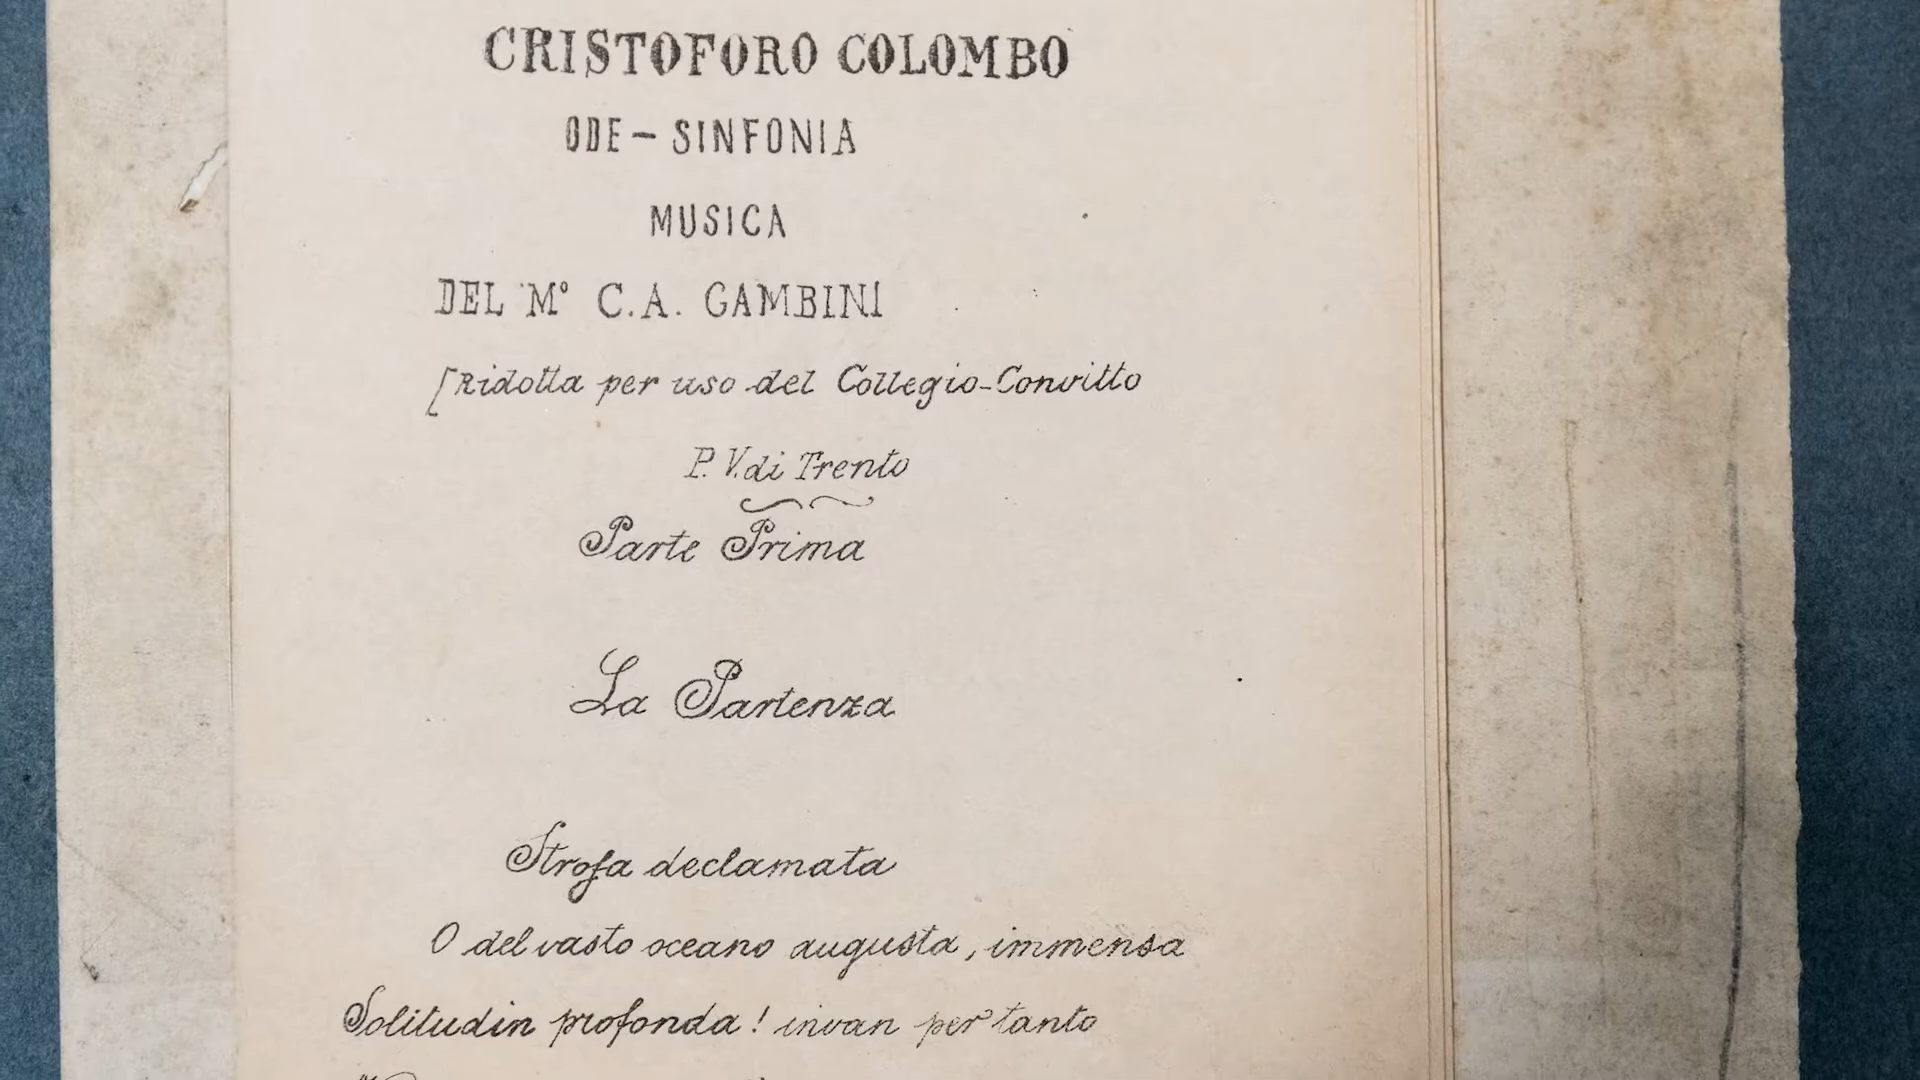 CRISTOFORO COLOMBO
ODE - SINFONIA
MUSICA
DEL M° C.A. GAMBINI
[Ridotta per uso del Collegio-Convitto
P. V. di Trento
Parte Prima
La Partenza
Strofa declamata
O del vasto oceano augusta, immensa
Solitudin profonda! invan per tanto